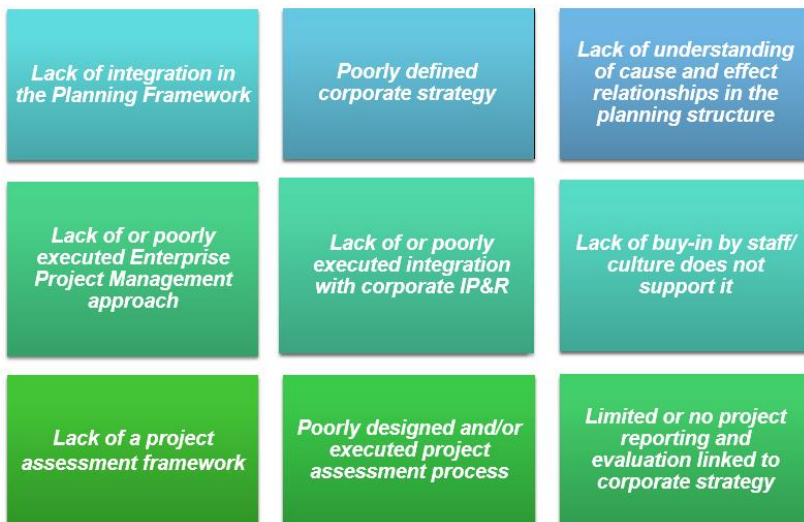 Lack of integration in
the Planning Framework
Poorly defined
corporate strategy
Lack of understanding
of cause and effect
relationships in the
planning structure
Lack of or poorly
executed Enterprise
Project Management
approach
Lack of or poorly
executed integration
with corporate IP&R
Lack of buy-in by staff/
culture does not
support it
Lack of a project
assessment framework
Poorly designed and/or
executed project
assessment process
Limited or no project
reporting and
evaluation linked to
corporate strategy